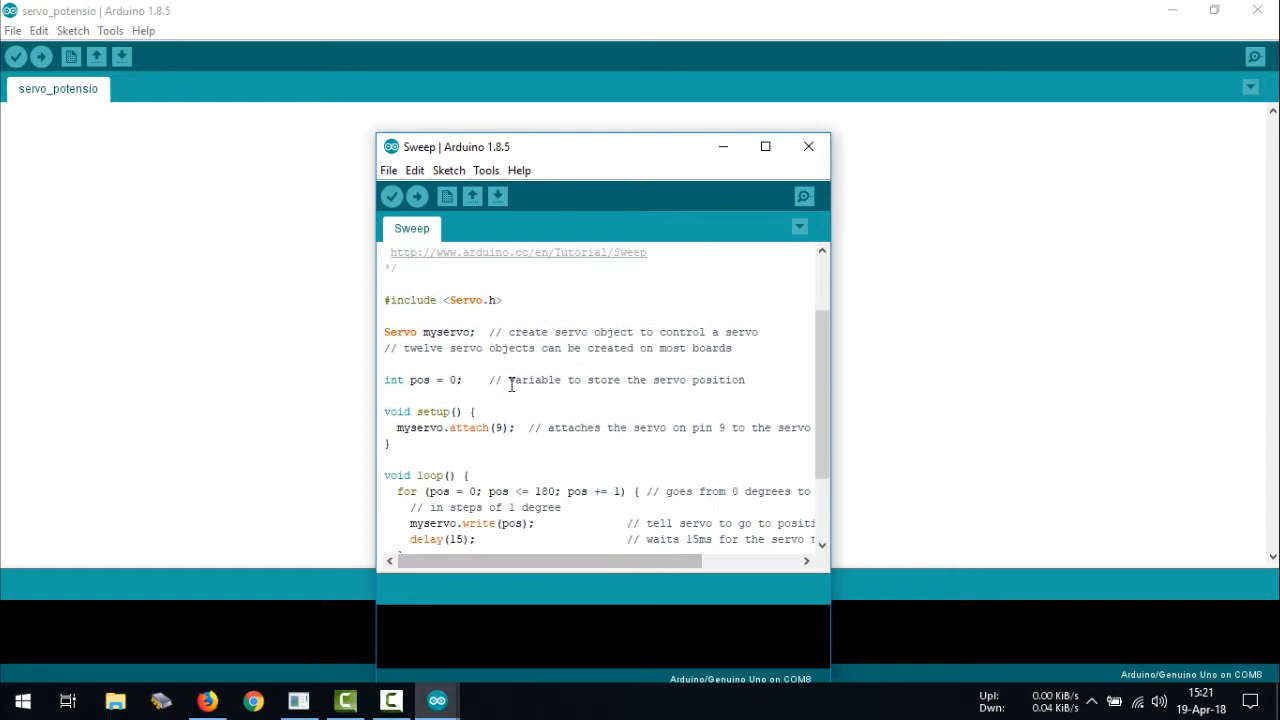 servo_potensio | Arduino 1.8.5
File Edit Sketch Tools Help
servo_potensio
Sweep | Arduino 1.8.5
File Edit Sketch Tools Help
Sweep
http://www.arduino.cc/en/Tutorial/Sweep
*/
#include <Servo.h>
Servo myservo;  // create servo object to control a servo
// twelve servo objects can be created on most boards
int pos = 0;    // variable to store the servo position
void setup() {
  myservo.attach(9);  // attaches the servo on pin 9 to the servo
}
void loop() {
  for (pos = 0; pos <= 180; pos += 1) { // goes from 0 degrees to
    // in steps of 1 degree
    myservo.write(pos);              // tell servo to go to positi
    delay(15);                       // waits 15ms for the servo t
Arduino/Genuino Uno on COM8
Arduino/Genuino Uno on COM8
Upl: 0.00 KiB/s
Dwn: 0.04 KiB/s
15:21
19-Apr-18